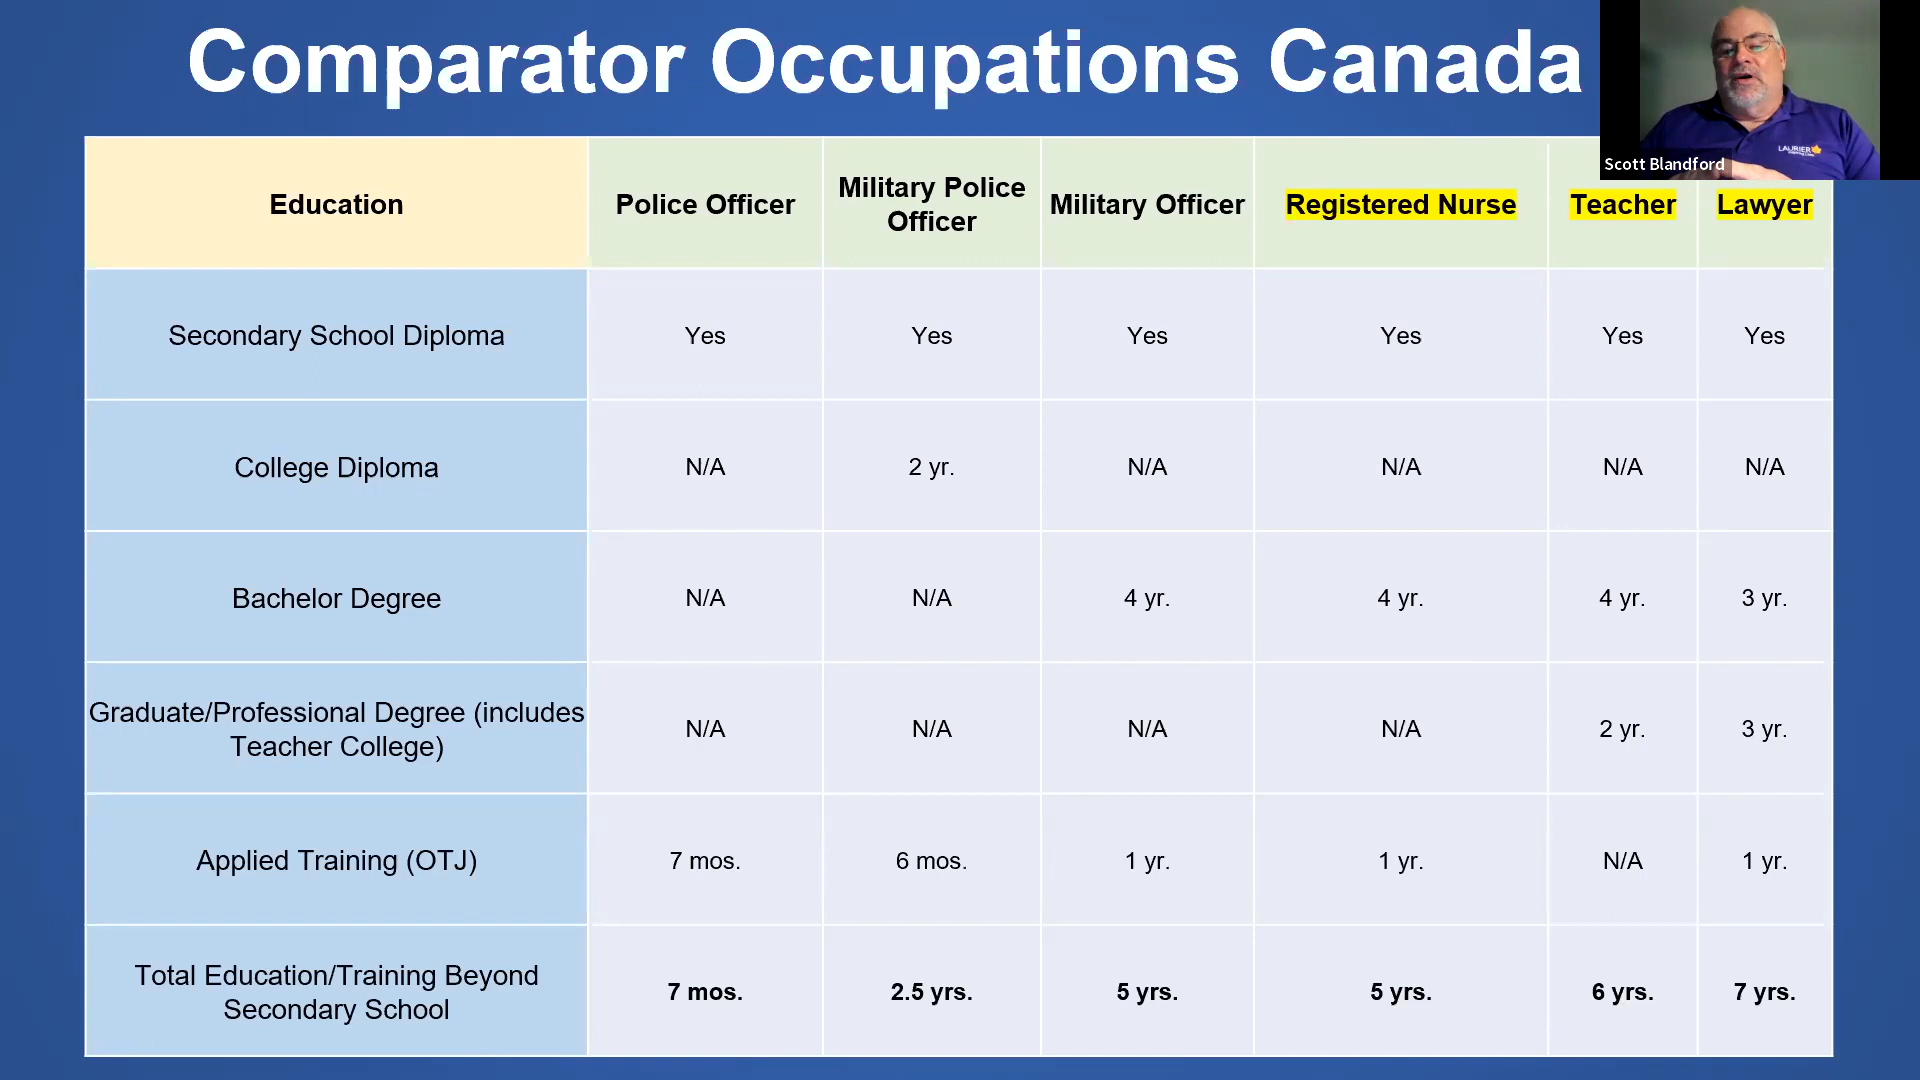 Comparator Occupations Canada
LAURIER
Scott Blandford
Education
Police Officer
Military Police
Officer
Military Officer
Registered Nurse
Teacher
Lawyer
Secondary School Diploma
Yes
Yes
Yes
Yes
Yes
Yes
College Diploma
N/A
2 yr.
N/A
N/A
N/A
N/A
Bachelor Degree
N/A
N/A
4 yr.
4 yr.
4 yr.
3 yr.
Graduate/Professional Degree (includes
Teacher College)
N/A
N/A
N/A
N/A
2 yr.
3 yr.
Applied Training (OTJ)
7 mos.
6 mos.
1 yr.
1 yr.
N/A
1 yr.
Total Education/Training Beyond
Secondary School
7 mos.
2.5 yrs.
5 yrs.
5 yrs.
6 yrs.
7 yrs.